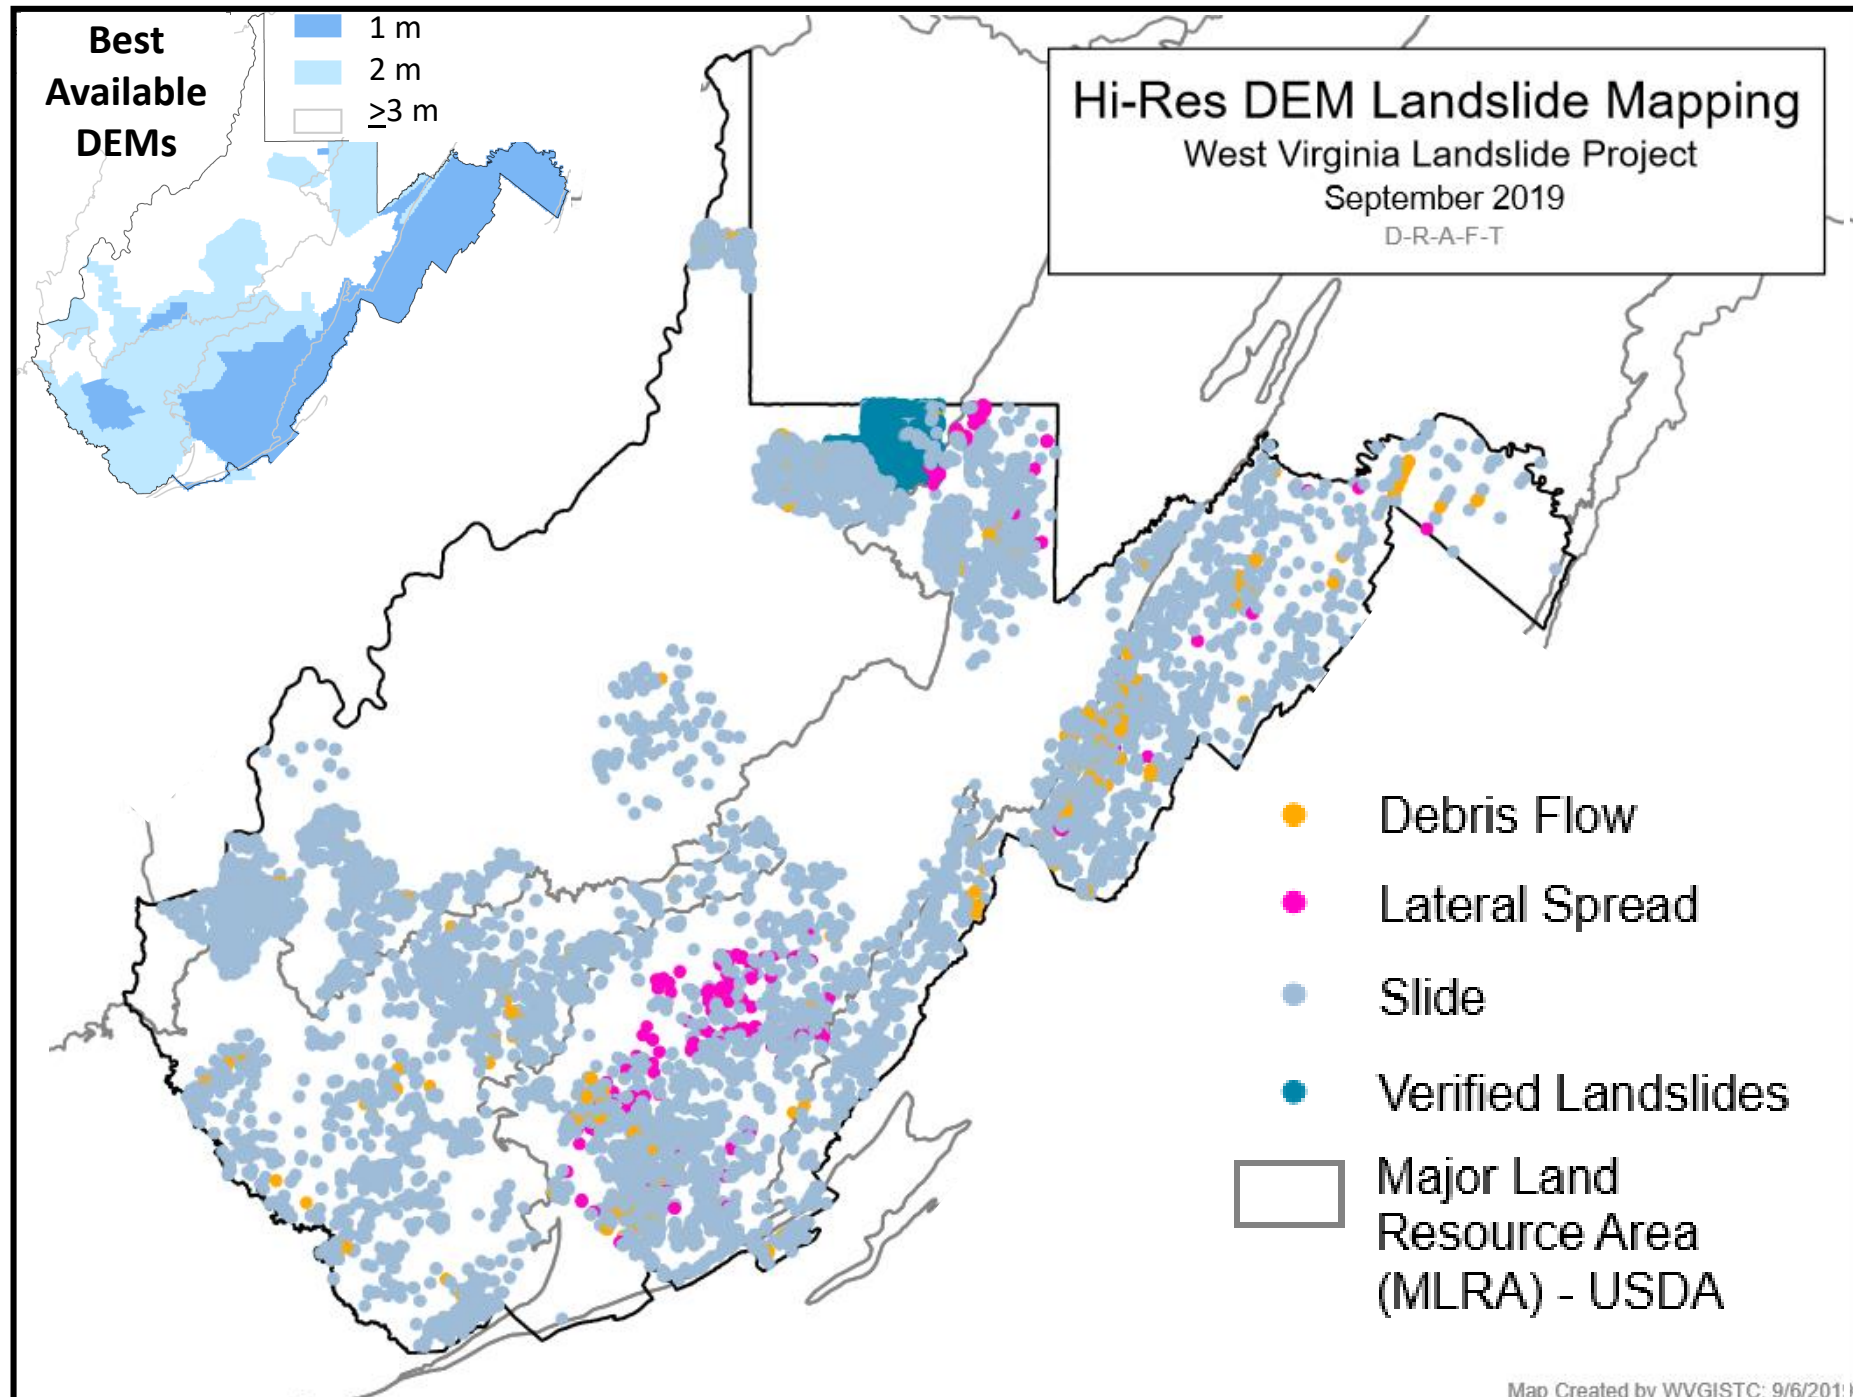 Best
Available
DEMs
1 m
2 m
≥3 m
Hi-Res DEM Landslide Mapping
West Virginia Landslide Project
September 2019
D-R-A-F-T
Debris Flow
Lateral Spread
Slide
Verified Landslides
Major Land
Resource Area
(MLRA) - USDA
Map Created by WVGISTC: 9/6/2019